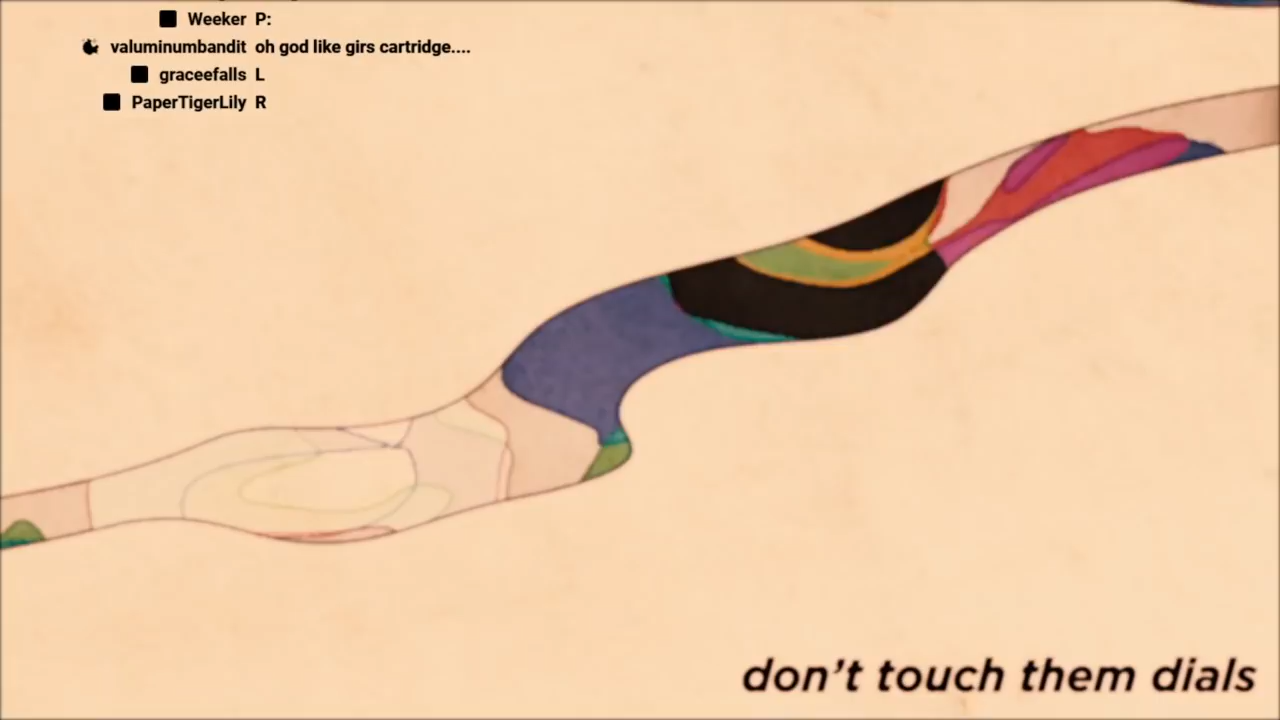 Weeker P:
valuminumbandit oh god like girs cartridge....
graceefalls L
PaperTigerLily R
don't touch them dials